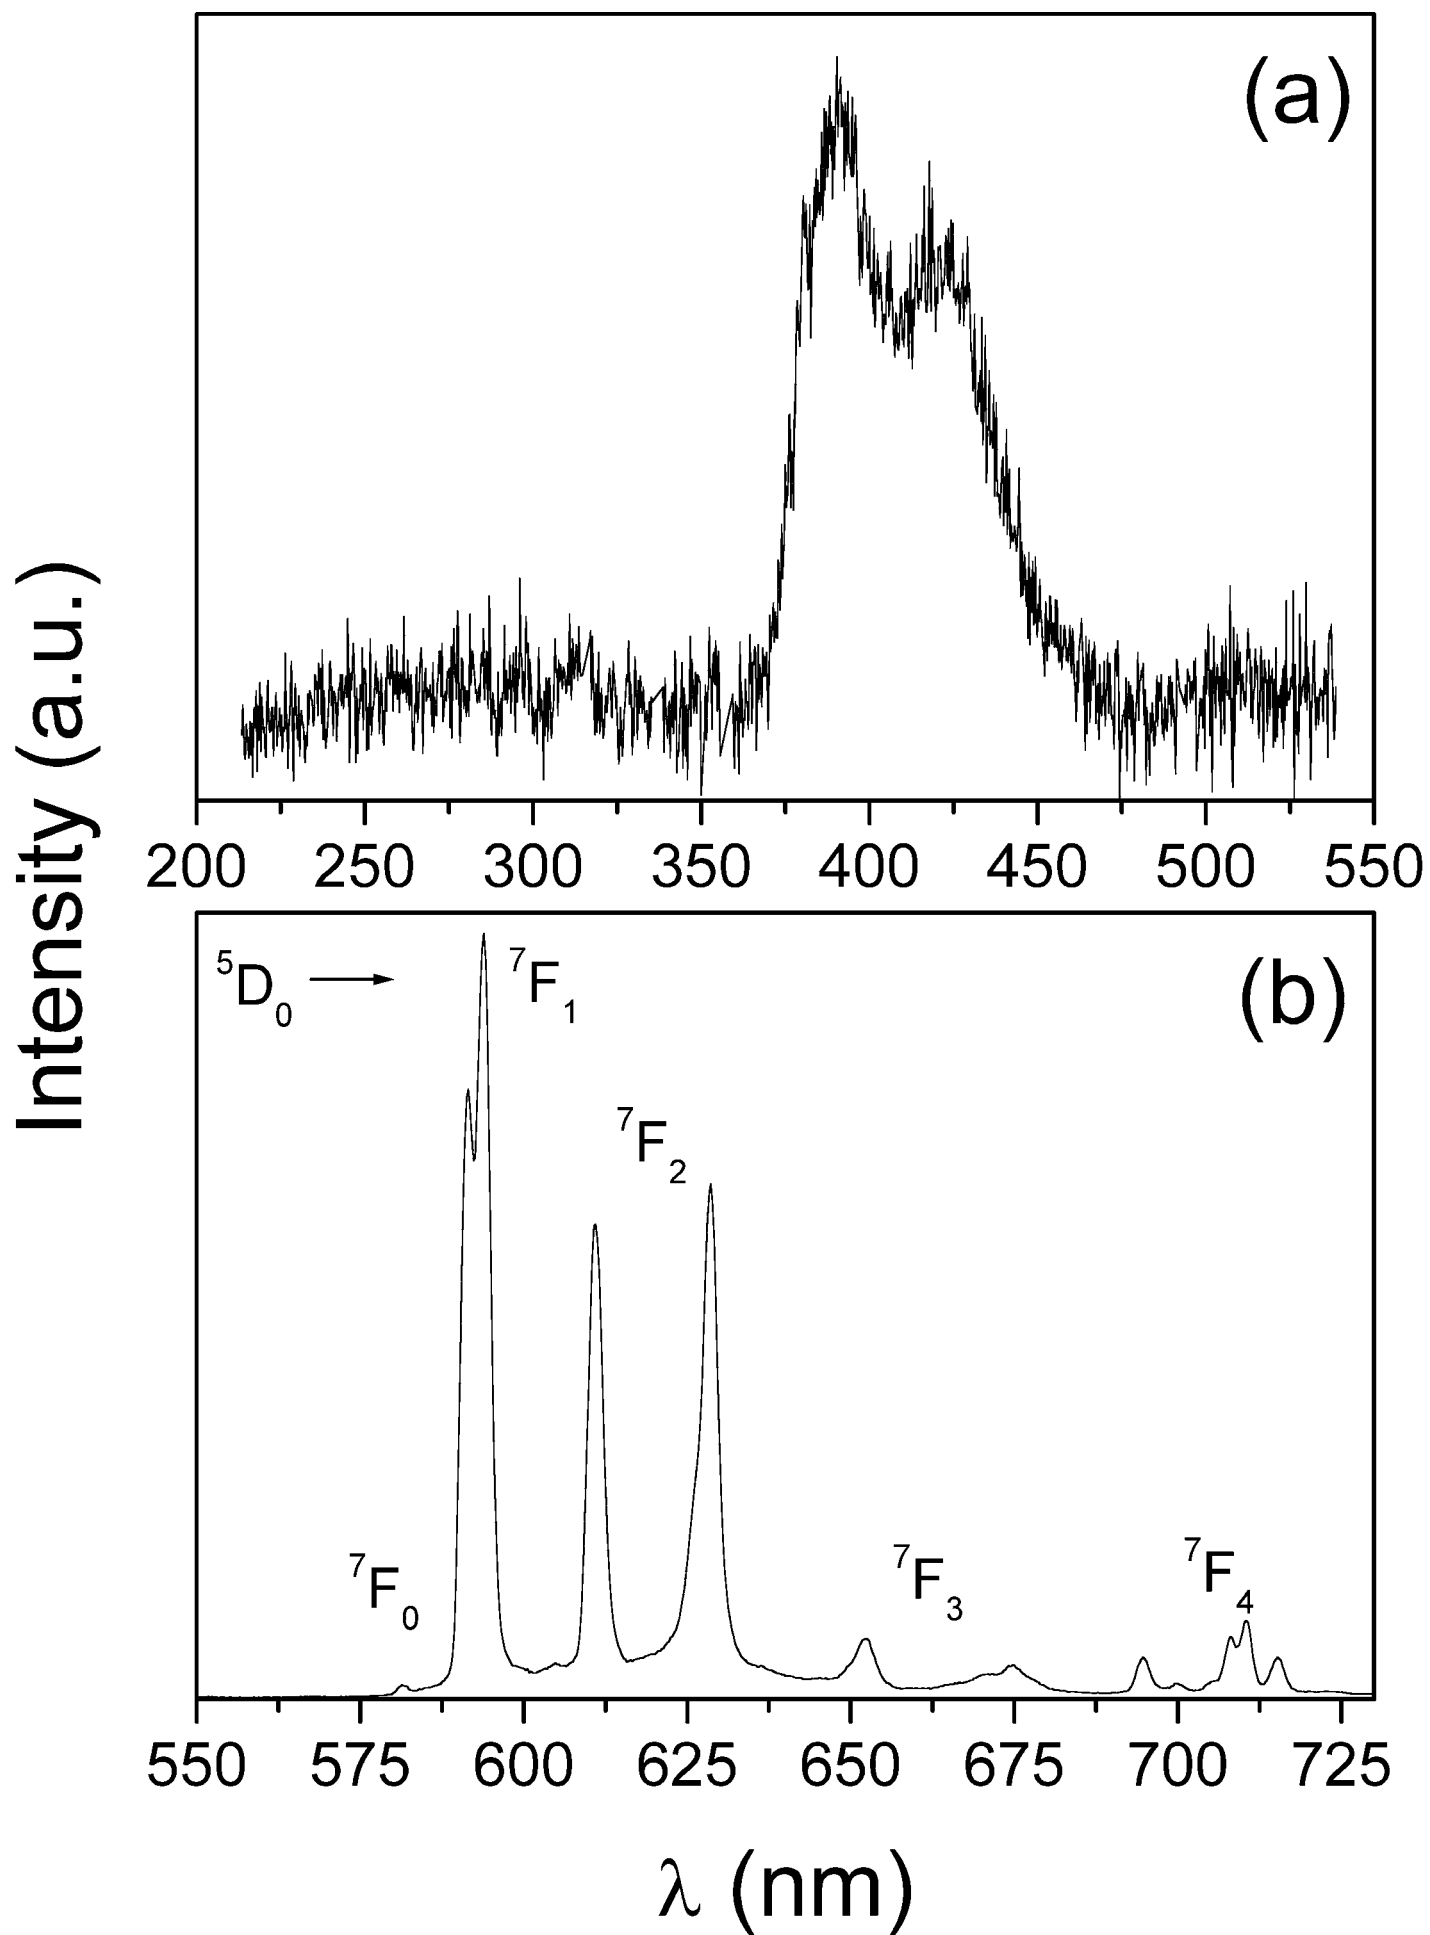 Intensity (a.u.)
(a)
200 250 300 350 400 450 500 550
(b)
⁵D₀ → ⁷F₁
⁷F₂
⁷F₀ ⁷F₃ ⁷F₄
550 575 600 625 650 675 700 725
λ (nm)